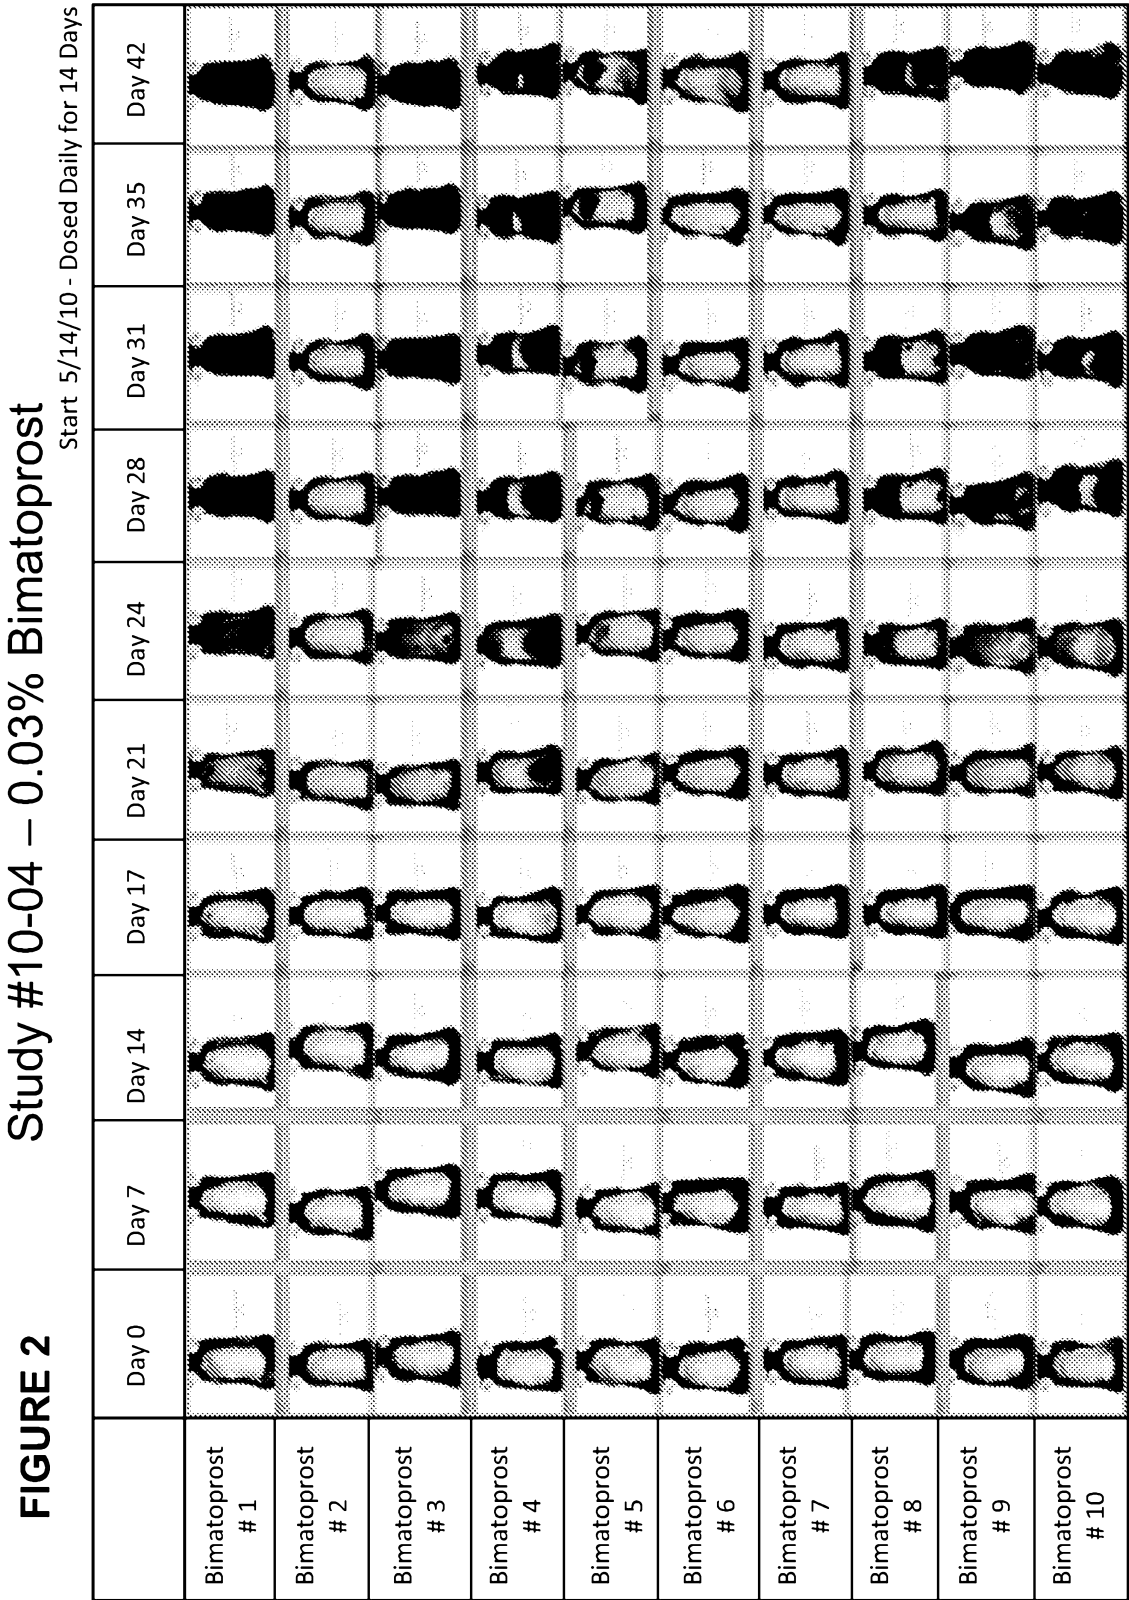 FIGURE 2
Study #10-04 – 0.03% Bimatoprost
Start 5/14/10 - Dosed Daily for 14 Days
Day 0
Day 7
Day 14
Day 17
Day 21
Day 24
Day 28
Day 31
Day 35
Day 42
Bimatoprost
# 1
Bimatoprost
# 2
Bimatoprost
# 3
Bimatoprost
# 4
Bimatoprost
# 5
Bimatoprost
# 6
Bimatoprost
# 7
Bimatoprost
# 8
Bimatoprost
# 9
Bimatoprost
# 10